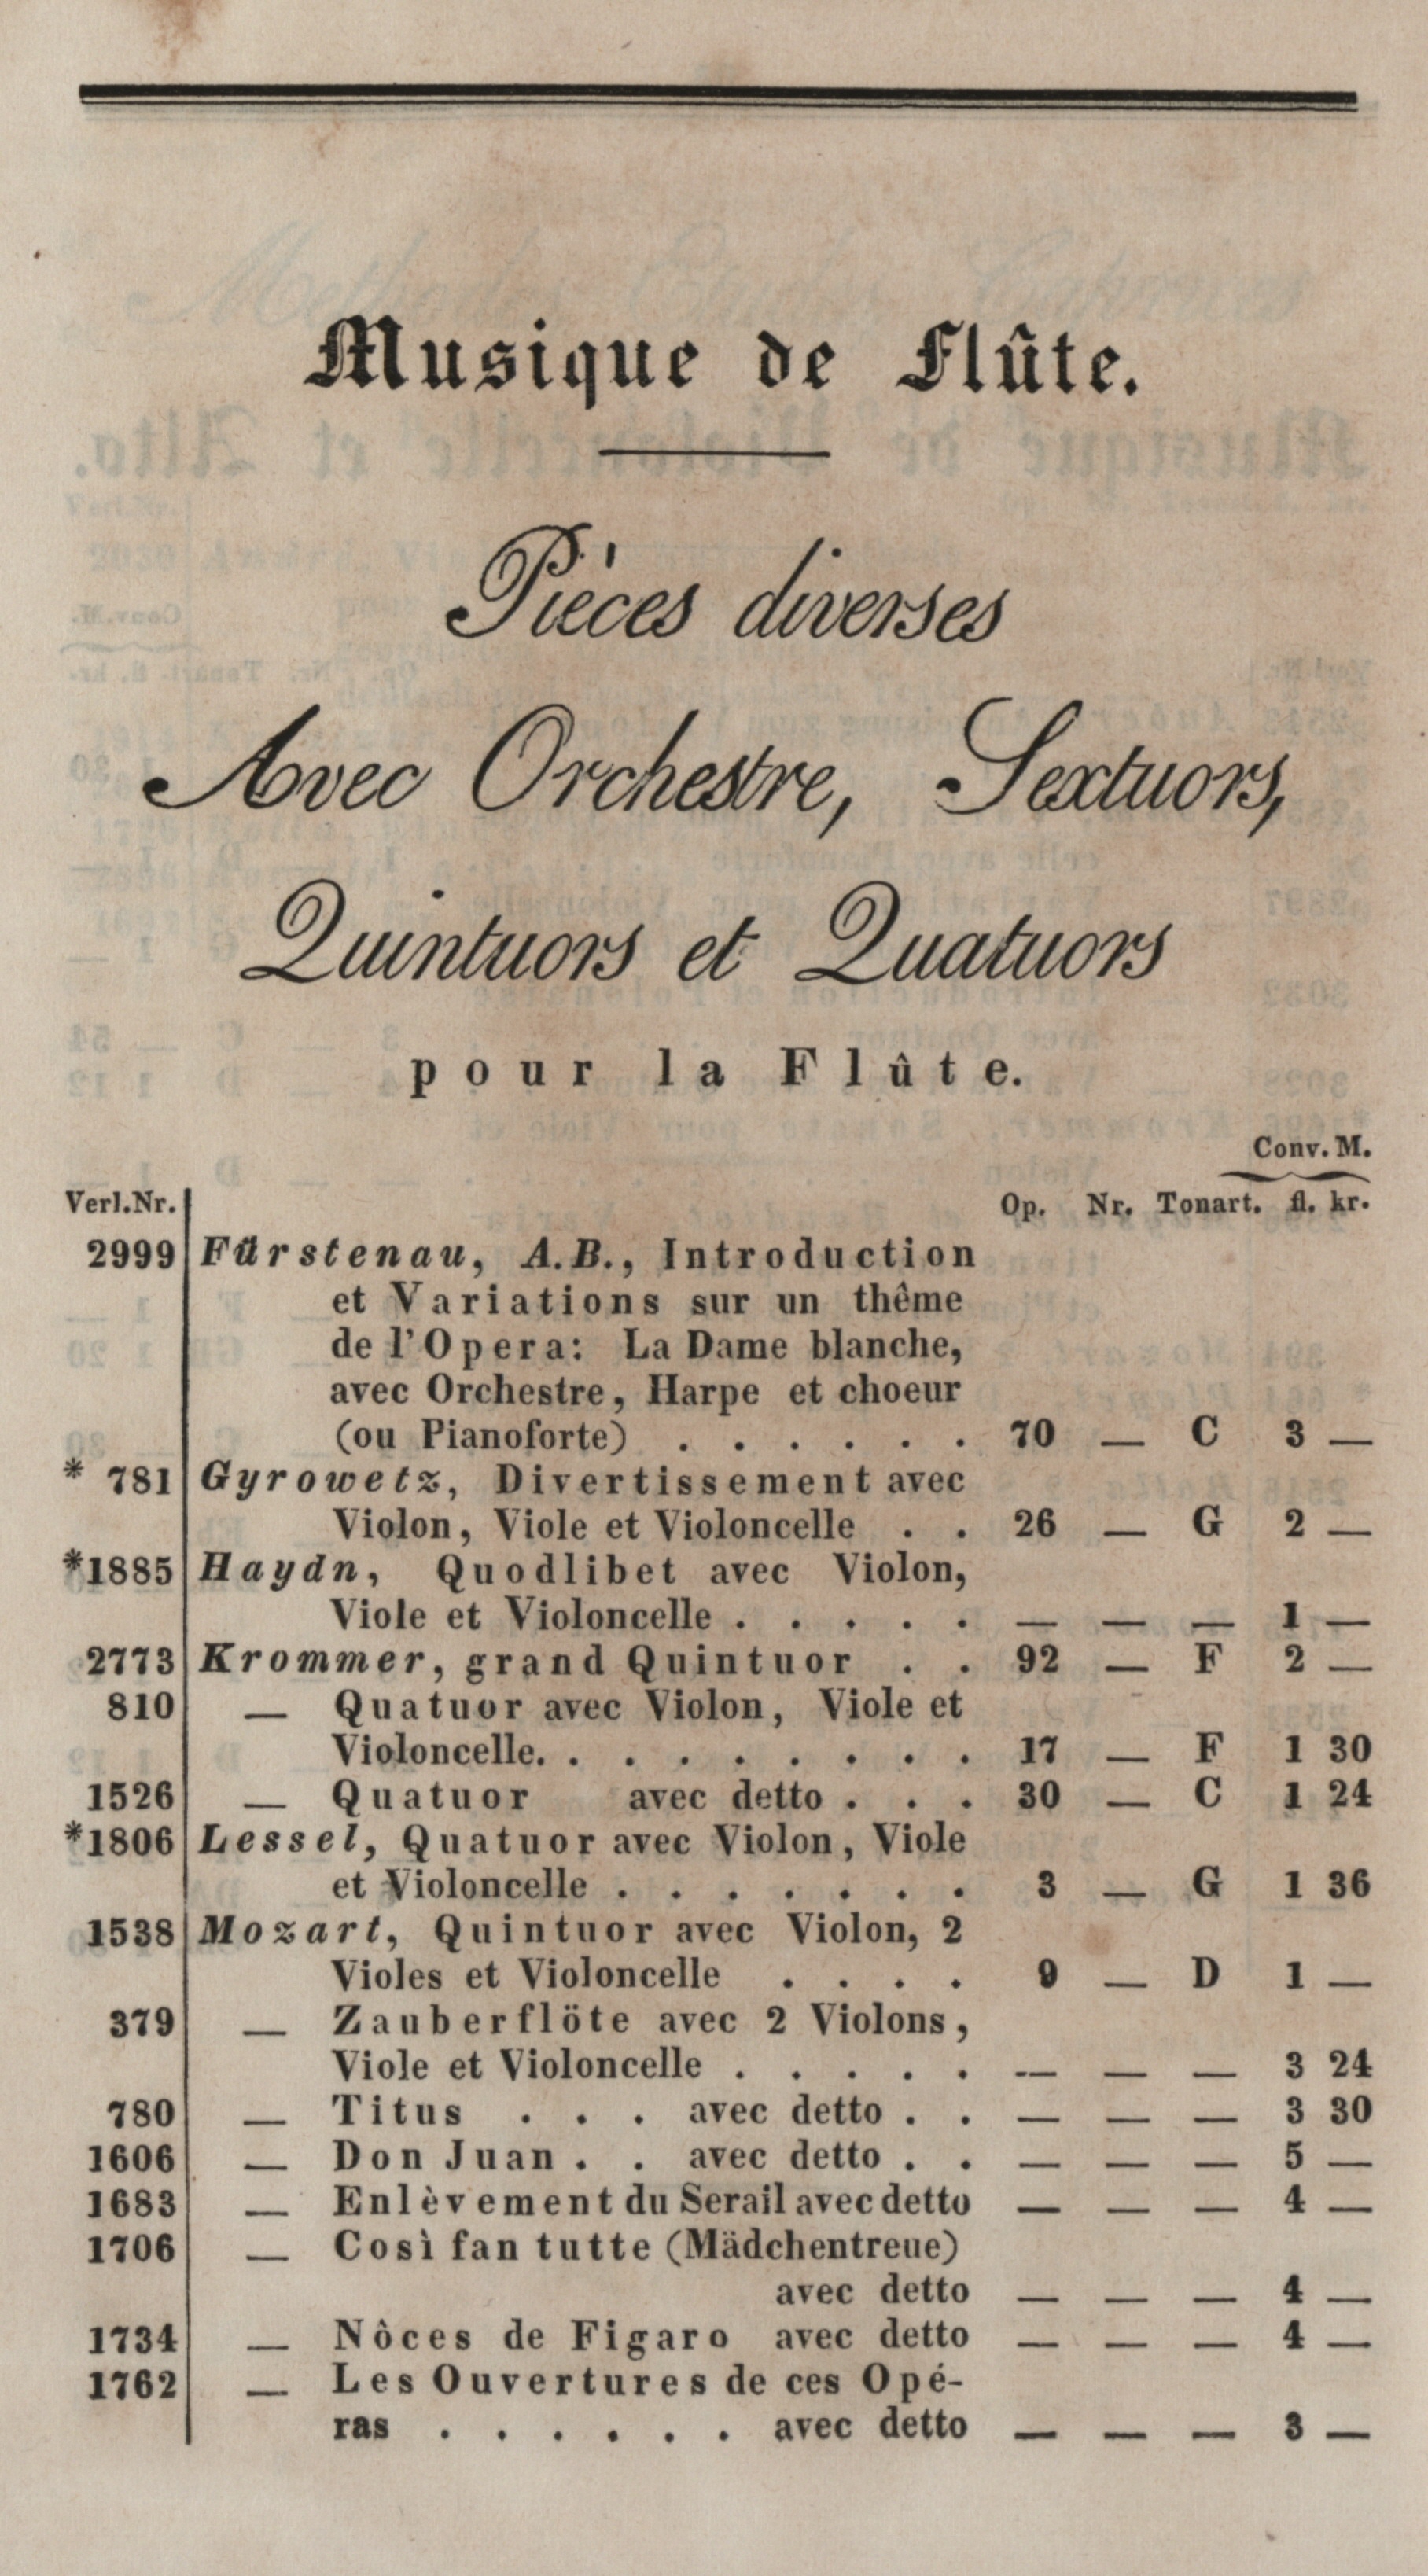 Musique de Flûte.
Pièces diverses
Avec Orchestre, Sextuors,
Quintuors et Quatuors
pour la Flûte.
Conv. M.
Verl.Nr. Op. Nr. Tonart. fl. kr.
2999 Fürstenau, A.B., Introduction
et Variations sur un thême
de l'Opera: La Dame blanche,
avec Orchestre, Harpe et choeur
(ou Pianoforte) . . . . . . 70 — C 3 —
* 781 Gyrowetz, Divertissement avec
Violon, Viole et Violoncelle . . 26 — G 2 —
*1885 Haydn, Quodlibet avec Violon,
Viole et Violoncelle . . . . . — — — 1 —
2773 Krommer, grand Quintuor . . 92 — F 2 —
810 — Quatuor avec Violon, Viole et
Violoncelle. . . . . . . . . 17 — F 1 30
1526 — Quatuor avec detto . . . 30 — C 1 24
*1806 Lessel, Quatuor avec Violon, Viole
et Violoncelle . . . . . . . 3 — G 1 36
1538 Mozart, Quintuor avec Violon, 2
Violes et Violoncelle . . . . 9 — D 1 —
379 — Zauberflöte avec 2 Violons,
Viole et Violoncelle . . . . . — — — 3 24
780 — Titus . . . avec detto . . — — — 3 30
1606 — Don Juan . . avec detto . . — — — 5 —
1683 — Enlèvement du Serail avec detto — — — 4 —
1706 — Così fan tutte (Mädchentreue)
avec detto — — — 4 —
1734 — Nôces de Figaro avec detto — — — 4 —
1762 — Les Ouvertures de ces Opé-
ras . . . . . . avec detto — — — 3 —